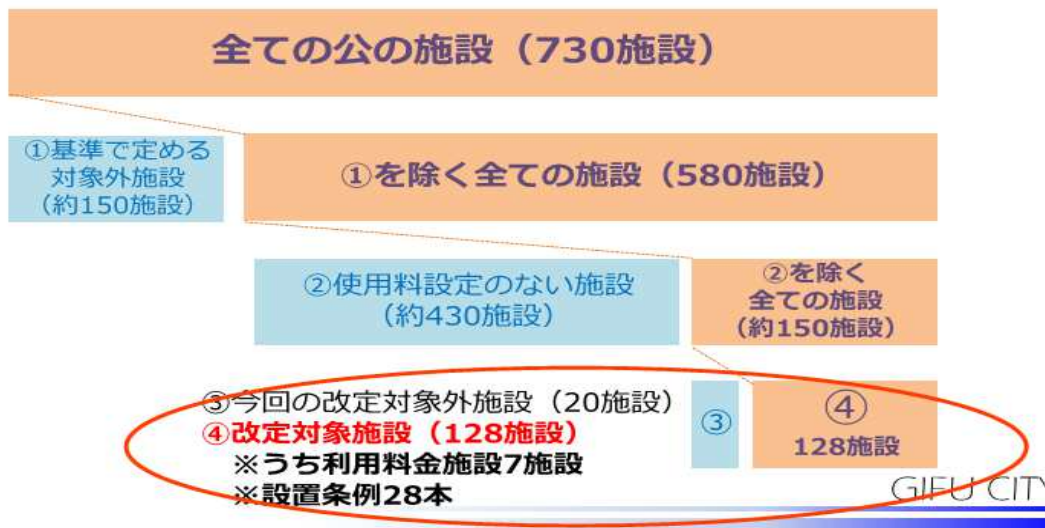 全ての公の施設（730施設）
①基準で定める
対象外施設
（約150施設）
①を除く全ての施設（580施設）
②使用料設定のない施設
（約430施設）
②を除く
全ての施設
（約150施設）
③今回の改定対象外施設（20施設）
④改定対象施設（128施設）
※うち利用料金施設7施設
※設置条例28本
③
④
128施設
GIFU CITY